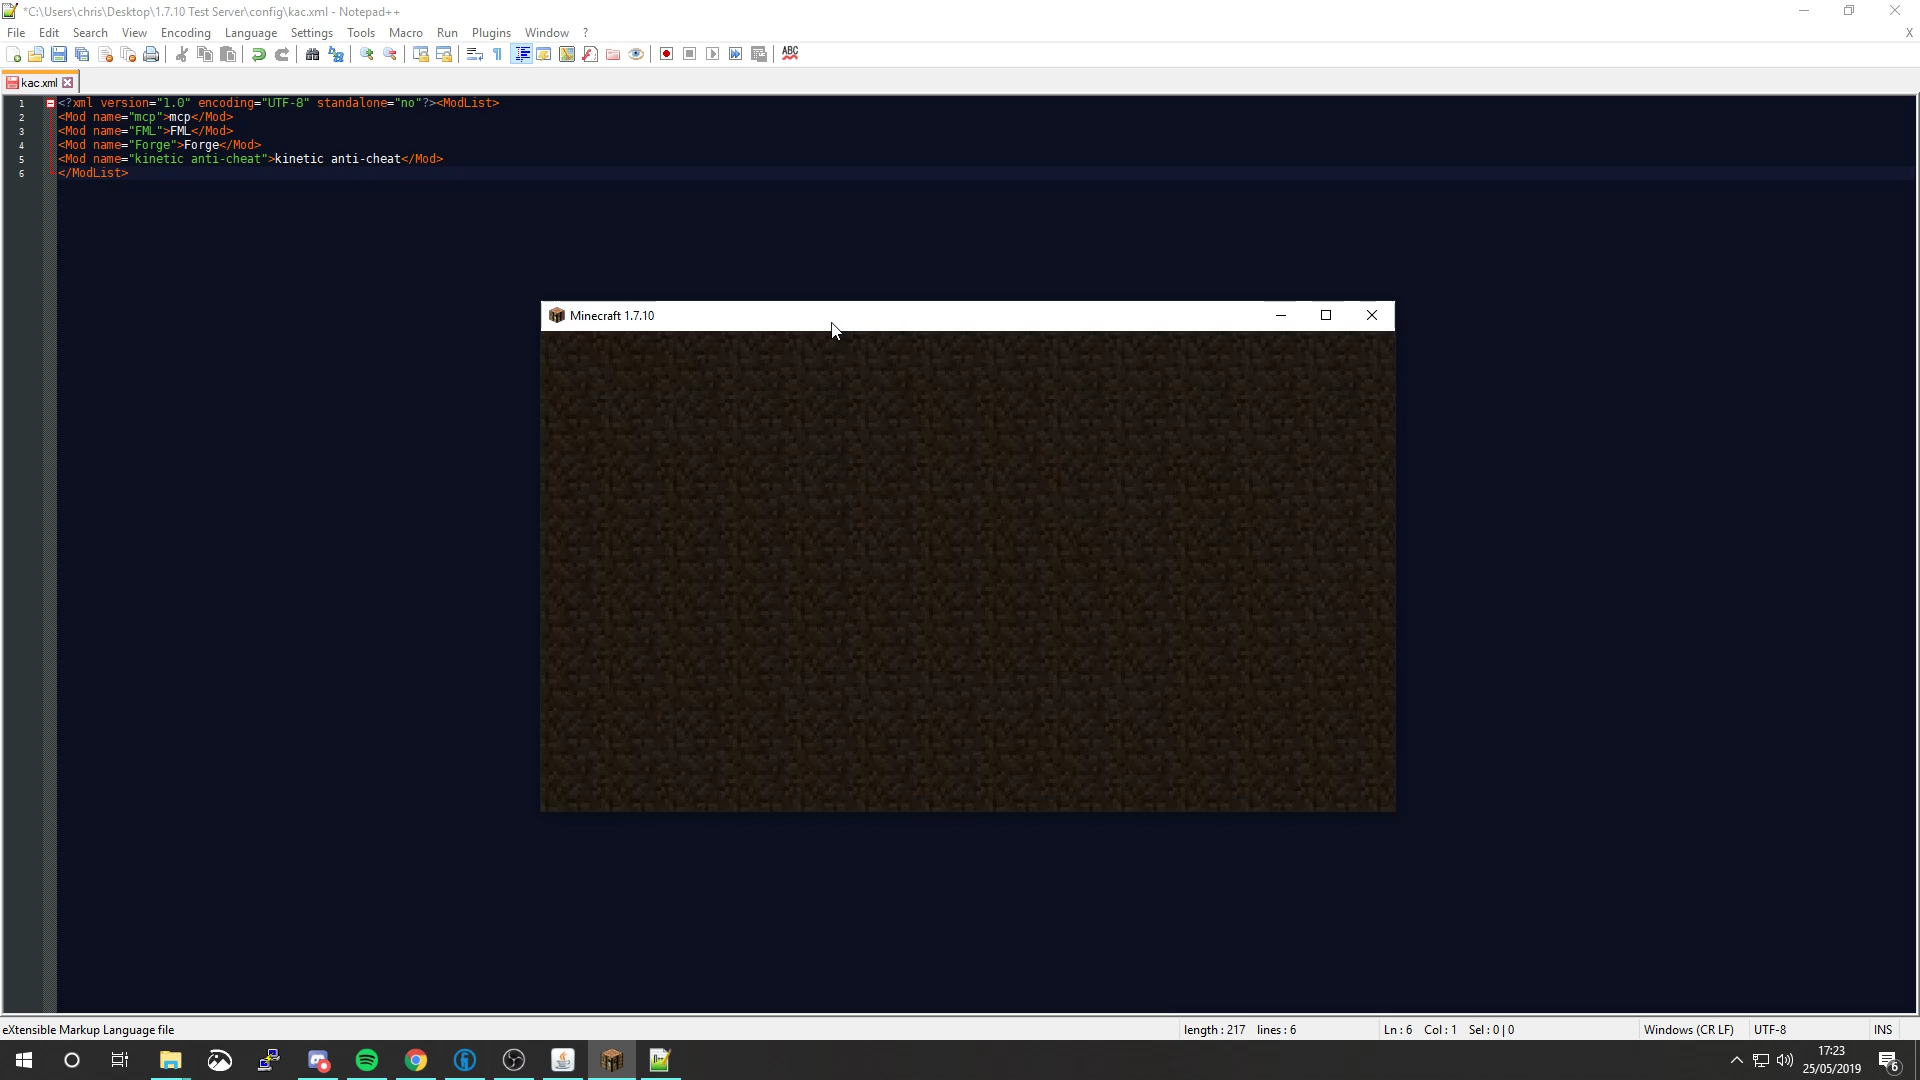 *C:\Users\chris\Desktop\1.7.10 Test Server\config\kac.xml - Notepad++
File Edit Search View Encoding Language Settings Tools Macro Run Plugins Window ? X
ABC
kac.xml
1 <?xml version="1.0" encoding="UTF-8" standalone="no"?><ModList>
2 <Mod name="mcp">mcp</Mod>
3 <Mod name="FML">FML</Mod>
4 <Mod name="Forge">Forge</Mod>
5 <Mod name="kinetic anti-cheat">kinetic anti-cheat</Mod>
6 </ModList>
Minecraft 1.7.10
eXtensible Markup Language file length : 217 lines : 6 Ln : 6 Col : 1 Sel : 0 | 0 Windows (CR LF) UTF-8 INS
17:23
25/05/2019
6